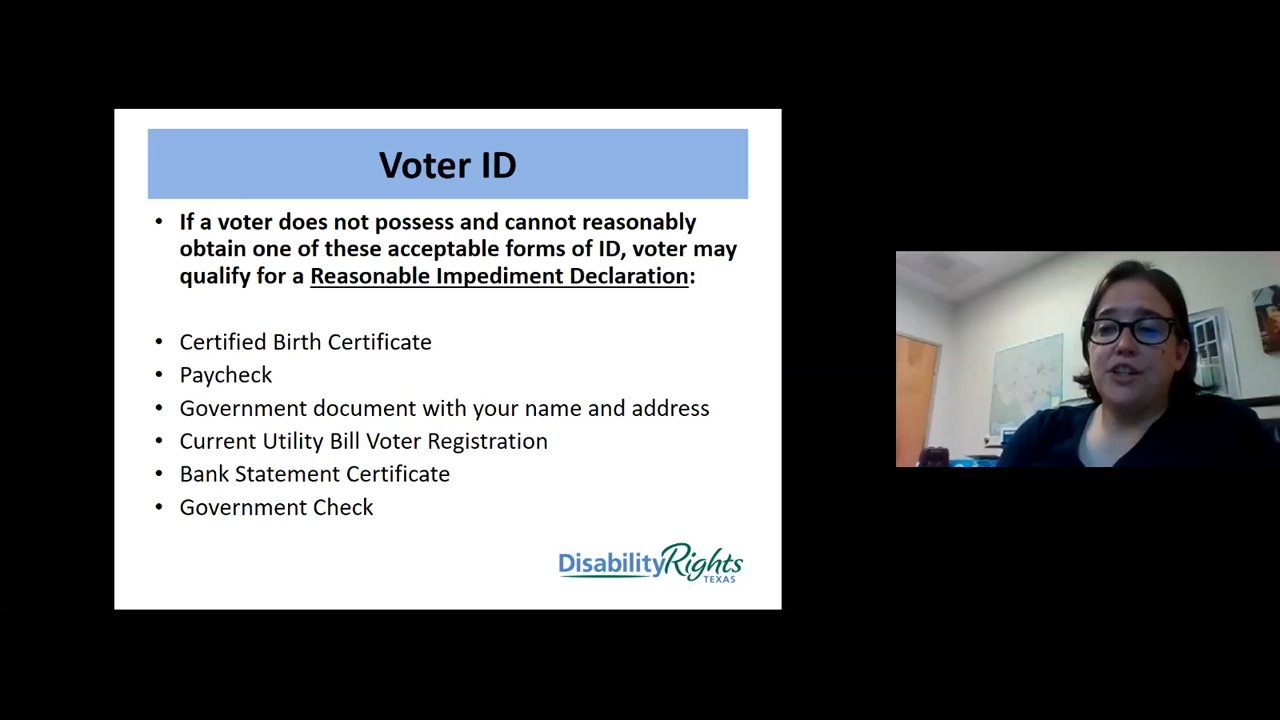 Voter ID
• If a voter does not possess and cannot reasonably
obtain one of these acceptable forms of ID, voter may
qualify for a Reasonable Impediment Declaration:
• Certified Birth Certificate
• Paycheck
• Government document with your name and address
• Current Utility Bill Voter Registration
• Bank Statement Certificate
• Government Check
DisabilityRights
TEXAS